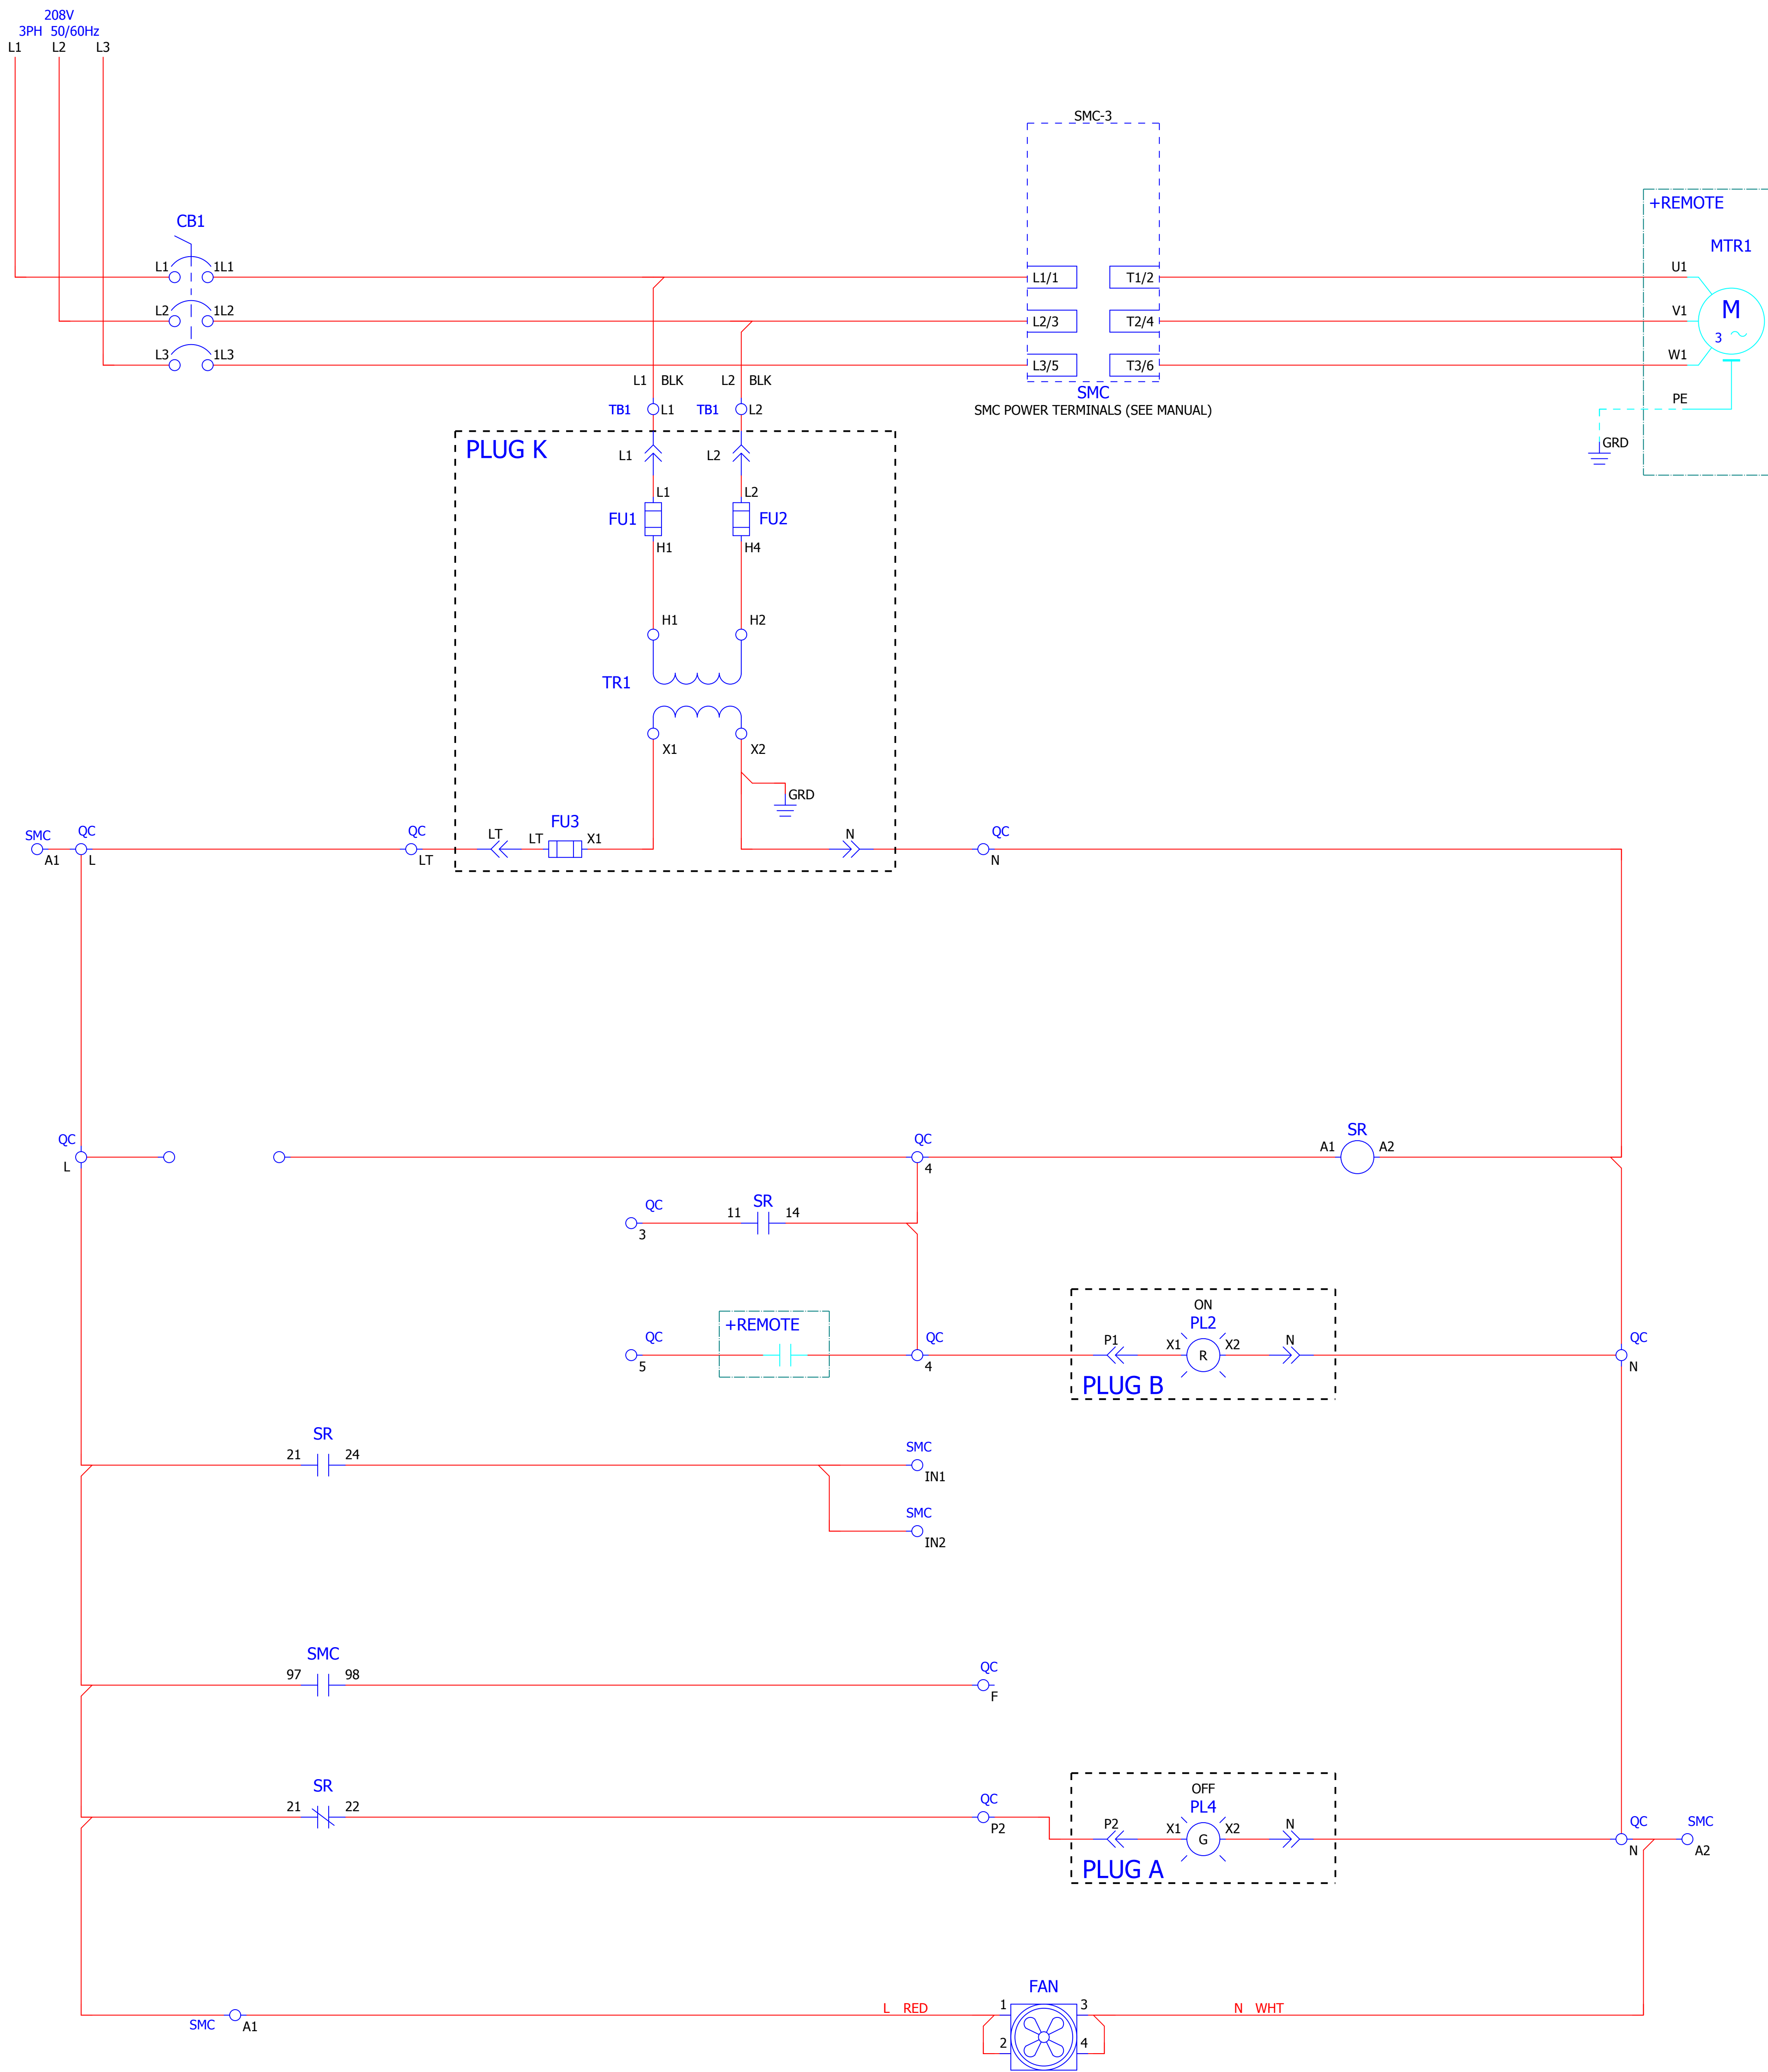 208V
3PH 50/60Hz
L1 L2 L3
SMC-3
+REMOTE
CB1
MTR1
L1 1L1 L1/1 T1/2 U1
M
3
L2 1L2 L2/3 T2/4 V1
L3 1L3 L3/5 T3/6 W1
L1 BLK L2 BLK
SMC
PE
TB1 L1 TB1 L2
SMC POWER TERMINALS (SEE MANUAL)
GRD
PLUG K
L1 L2
L1 L2
FU1 FU2
H1 H4
H1 H2
TR1
X1 X2
GRD
FU3
SMC QC QC LT LT X1 N QC
A1 L LT N
QC QC SR
A1 A2
L 4
QC SR
11 14
3
ON
+REMOTE PL2
QC QC P1 X1 R X2 N QC
5 4 N
PLUG B
SR SMC
21 24
IN1
SMC
IN2
SMC QC
97 98
F
OFF
SR QC PL4
21 22
P2 P2 X1 G X2 N QC SMC
N A2
PLUG A
FAN
L RED 1 3 N WHT
SMC A1
2 4